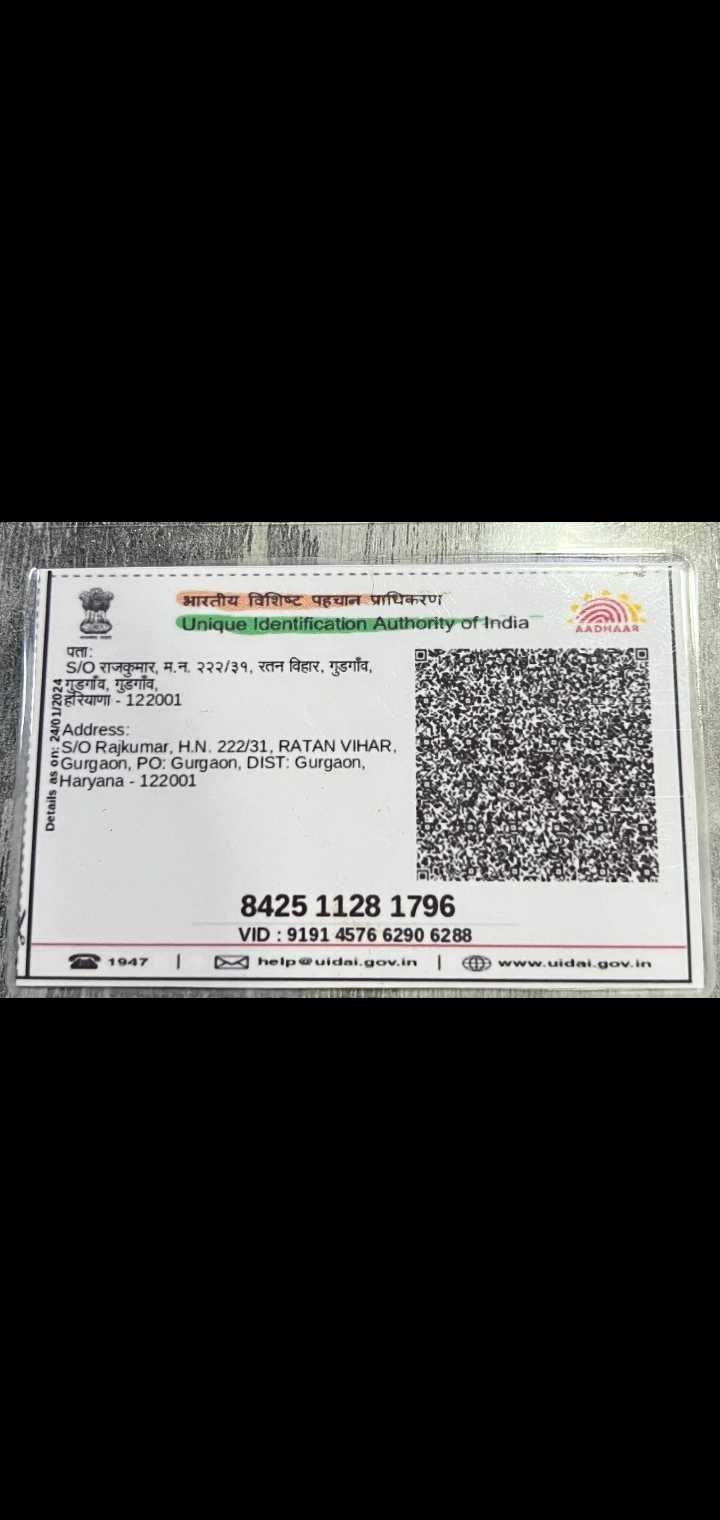 भारतीय विशिष्ट पहचान प्राधिकरण
Unique Identification Authority of India
AADHAAR
पता:
S/O राजकुमार, म.न. २२२/३१, रतन विहार, गुडगाँव,
गुडगाँव, गुडगाँव,
हरियाणा - 122001
Address:
S/O Rajkumar, H.N. 222/31, RATAN VIHAR,
Gurgaon, PO: Gurgaon, DIST: Gurgaon,
Haryana - 122001
Details as on: 24/01/2024
8425 1128 1796
VID : 9191 4576 6290 6288
1947 | help@uidai.gov.in | www.uidai.gov.in